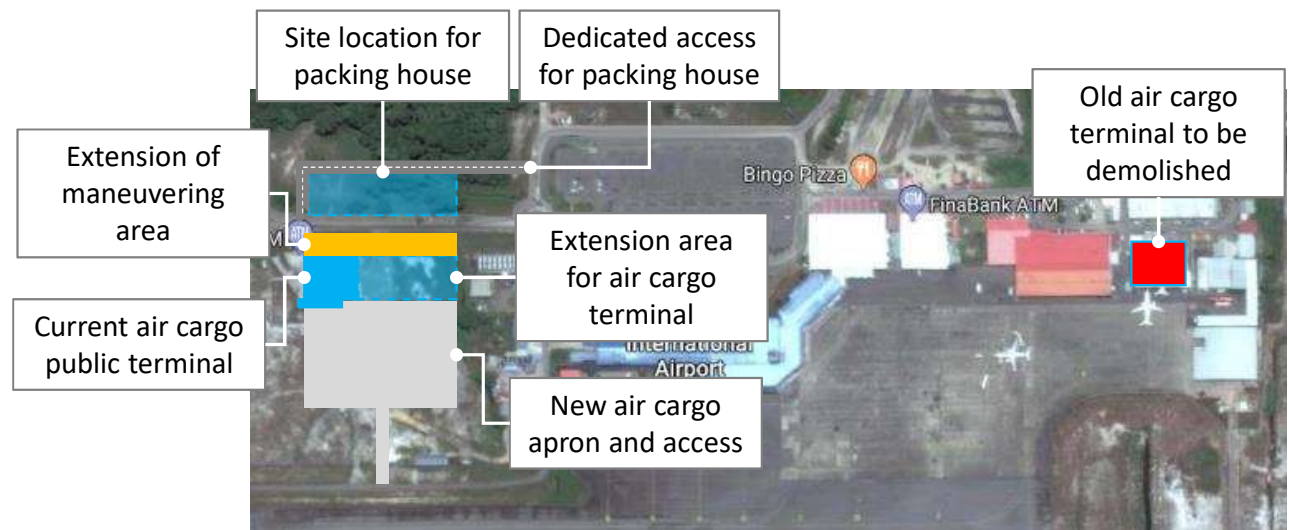 Site location for
packing house
Dedicated access
for packing house
Old air cargo
terminal to be
demolished
Extension of
maneuvering
area
Bingo Pizza
ATM
FinaBank ATM
M
ATM
Extension area
for air cargo
terminal
Current air cargo
public terminal
International
Airport
New air cargo
apron and access